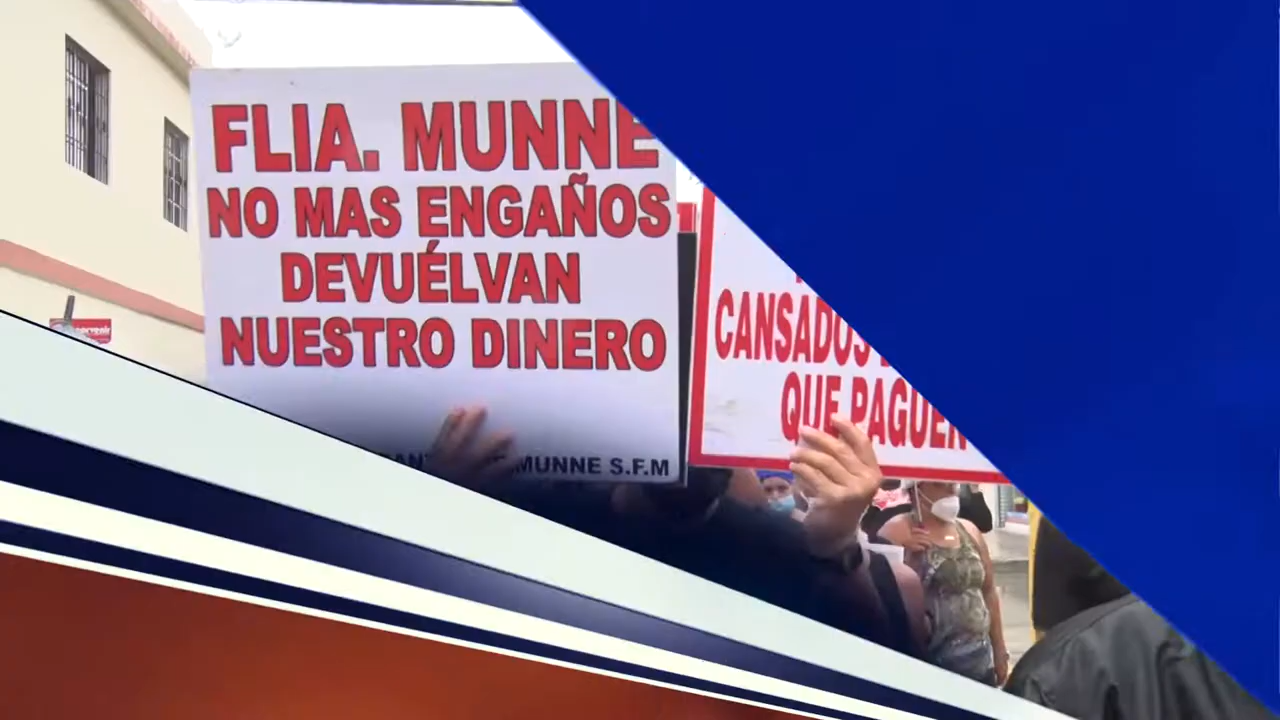 FLIA. MUNNE
NO MAS ENGAÑOS
DEVUÉLVAN
NUESTRO DINERO
MUNNE S.F.M
CANSADOS
QUE PAGUEN